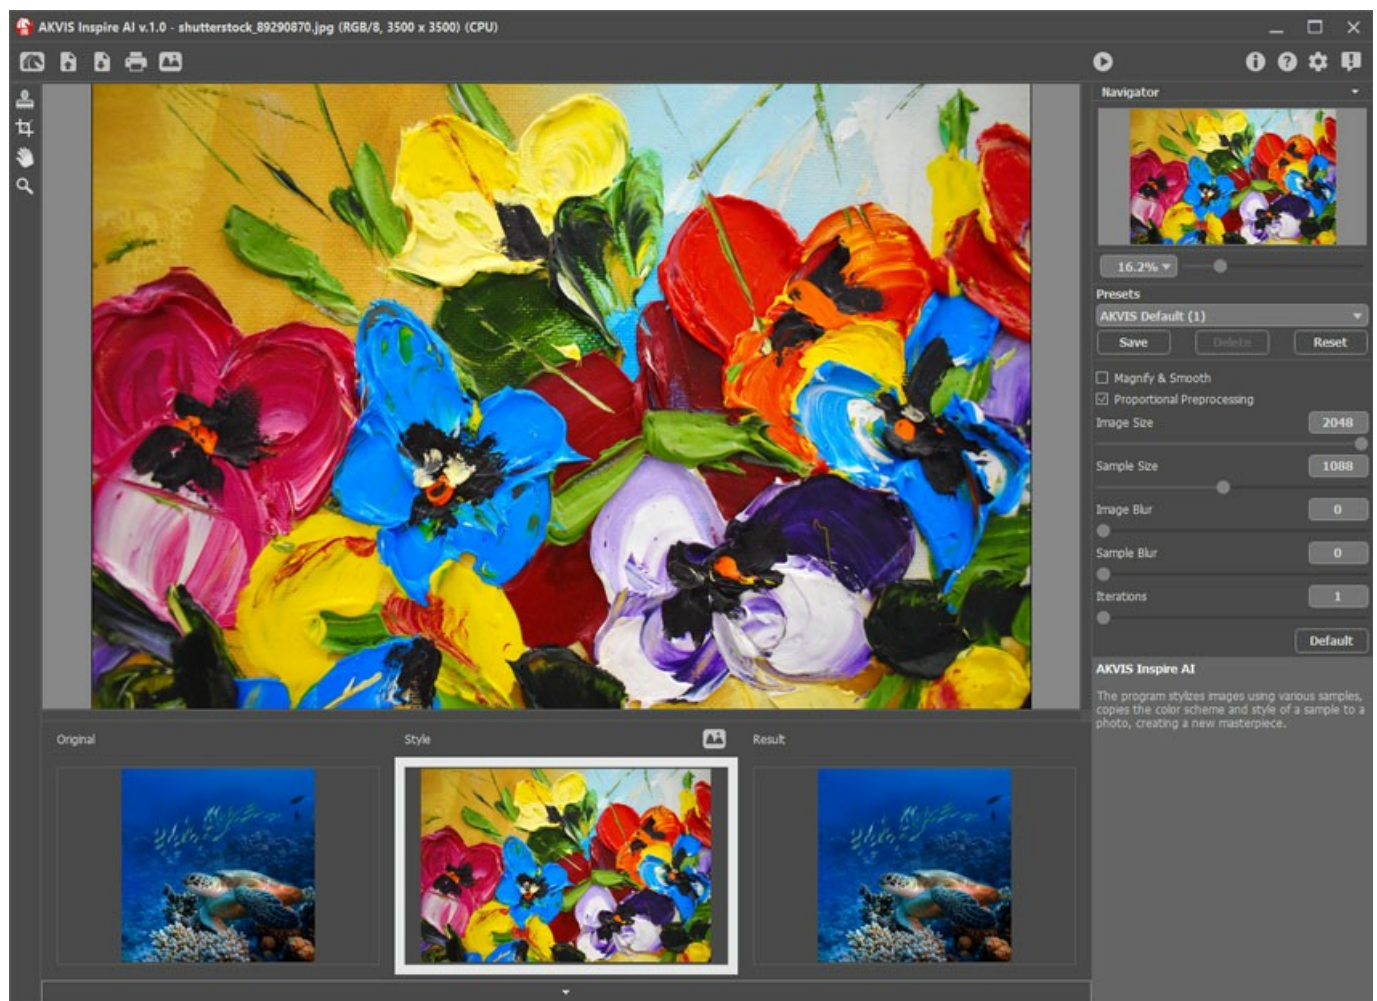 AKVIS Inspire AI v.1.0 - shutterstock_89290870.jpg (RGB/8, 3500 x 3500) (CPU)
Navigator
16.2%
Presets
AKVIS Default (1)
Save Delete Reset
Magnify & Smooth
Proportional Preprocessing
Image Size 2048
Sample Size 1088
Image Blur 0
Sample Blur 0
Iterations 1
Default
AKVIS Inspire AI
The program stylizes images using various samples,
copies the color scheme and style of a sample to a
photo, creating a new masterpiece.
Original
Style
Result